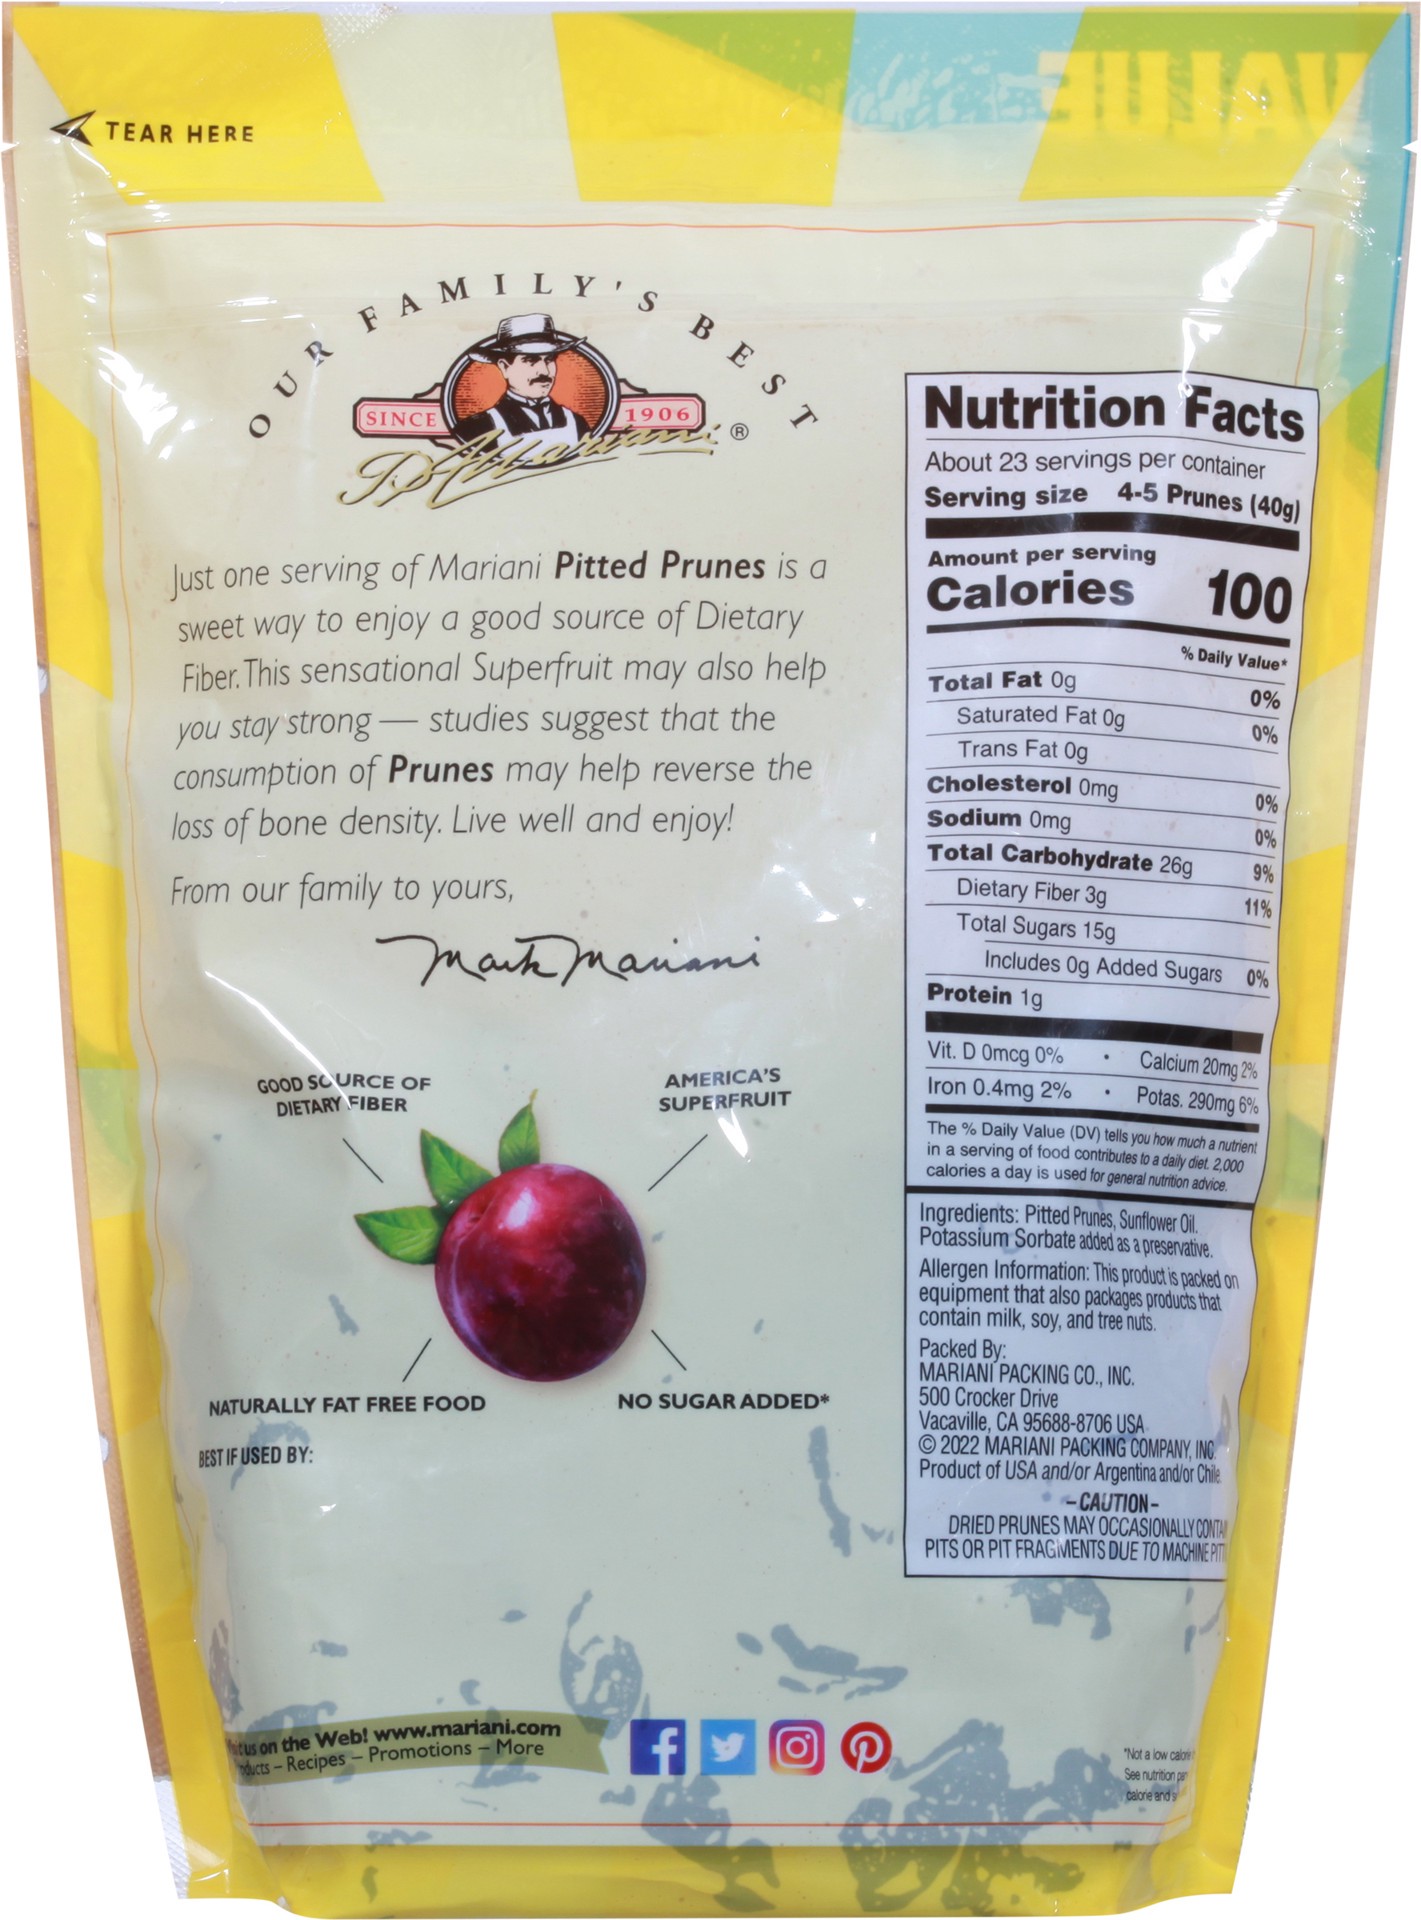 VALUE
TEAR HERE
OUR FAMILY'S BEST
SINCE 1906
Mariani ®
Just one serving of Mariani Pitted Prunes is a
sweet way to enjoy a good source of Dietary
Fiber. This sensational Superfruit may also help
you stay strong — studies suggest that the
consumption of Prunes may help reverse the
loss of bone density. Live well and enjoy!
From our family to yours,
Mark Mariani
GOOD SOURCE OF
DIETARY FIBER
AMERICA'S
SUPERFRUIT
NATURALLY FAT FREE FOOD
NO SUGAR ADDED*
BEST IF USED BY:
us on the Web! www.mariani.com
– Recipes – Promotions – More
Nutrition Facts
About 23 servings per container
Serving size 4-5 Prunes (40g)
Amount per serving
Calories 100
% Daily Value*
Total Fat 0g 0%
Saturated Fat 0g 0%
Trans Fat 0g
Cholesterol 0mg 0%
Sodium 0mg 0%
Total Carbohydrate 26g 9%
Dietary Fiber 3g 11%
Total Sugars 15g
Includes 0g Added Sugars 0%
Protein 1g
Vit. D 0mcg 0% • Calcium 20mg 2%
Iron 0.4mg 2% • Potas. 290mg 6%
The % Daily Value (DV) tells you how much a nutrient
in a serving of food contributes to a daily diet. 2,000
calories a day is used for general nutrition advice.
Ingredients: Pitted Prunes, Sunflower Oil.
Potassium Sorbate added as a preservative.
Allergen Information: This product is packed on
equipment that also packages products that
contain milk, soy, and tree nuts.
Packed By:
MARIANI PACKING CO., INC.
500 Crocker Drive
Vacaville, CA 95688-8706 USA
© 2022 MARIANI PACKING COMPANY, INC.
Product of USA and/or Argentina and/or Chile
– CAUTION –
DRIED PRUNES MAY OCCASIONALLY
PITS OR PIT FRAGMENTS DUE TO MACHINE
*Not a low
See nutrition
calorie and